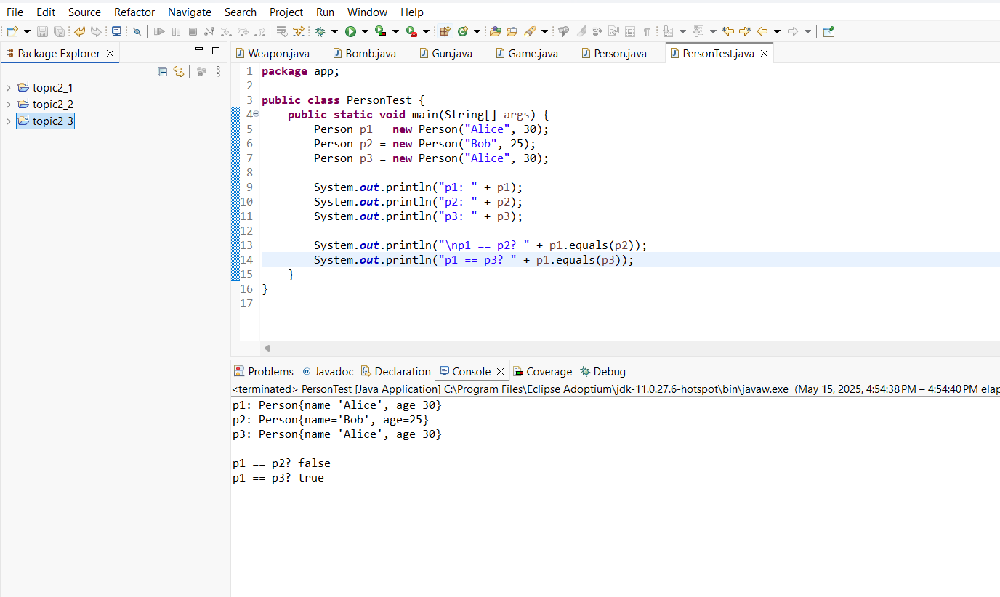 File Edit Source Refactor Navigate Search Project Run Window Help
Package Explorer
topic2_1
topic2_2
topic2_3
Weapon.java Bomb.java Gun.java Game.java Person.java PersonTest.java
1 package app;
2
3 public class PersonTest {
4     public static void main(String[] args) {
5         Person p1 = new Person("Alice", 30);
6         Person p2 = new Person("Bob", 25);
7         Person p3 = new Person("Alice", 30);
8
9         System.out.println("p1: " + p1);
10         System.out.println("p2: " + p2);
11         System.out.println("p3: " + p3);
12
13         System.out.println("\np1 == p2? " + p1.equals(p2));
14         System.out.println("p1 == p3? " + p1.equals(p3));
15     }
16 }
17
Problems Javadoc Declaration Console Coverage Debug
<terminated> PersonTest [Java Application] C:\Program Files\Eclipse Adoptium\jdk-11.0.27.6-hotspot\bin\javaw.exe (May 15, 2025, 4:54:38 PM – 4:54:40 PM elap
p1: Person{name='Alice', age=30}
p2: Person{name='Bob', age=25}
p3: Person{name='Alice', age=30}

p1 == p2? false
p1 == p3? true